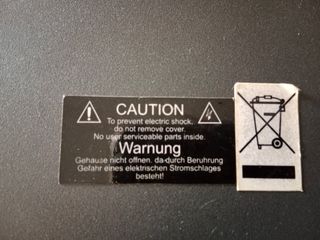 CAUTION
To prevent electric shock,
do not remove cover.
No user serviceable parts inside.
Warnung
Gehause nicht offnen. da-durch Beruhrung
Gefahr eines elektrischen Stromschlages
besteht!